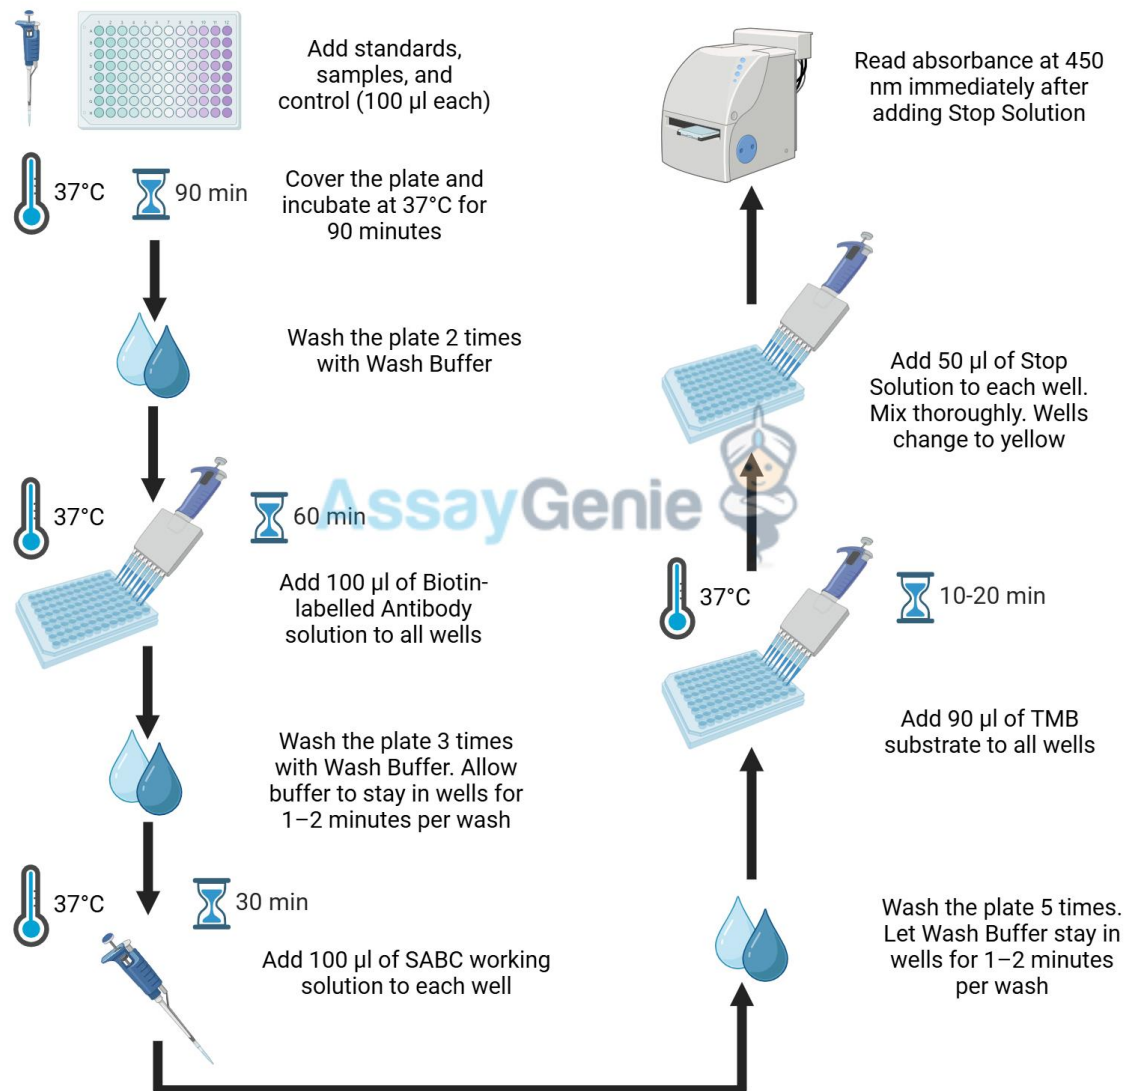 Add standards,
samples, and
control (100 µl each)
37°C
90 min
Cover the plate and
incubate at 37°C for
90 minutes
Wash the plate 2 times
with Wash Buffer
37°C
60 min
Add 100 µl of Biotin-
labelled Antibody
solution to all wells
Wash the plate 3 times
with Wash Buffer. Allow
buffer to stay in wells for
1–2 minutes per wash
37°C
30 min
Add 100 µl of SABC working
solution to each well
Wash the plate 5 times.
Let Wash Buffer stay in
wells for 1–2 minutes
per wash
37°C
10-20 min
Add 90 µl of TMB
substrate to all wells
Add 50 µl of Stop
Solution to each well.
Mix thoroughly. Wells
change to yellow
Read absorbance at 450
nm immediately after
adding Stop Solution
AssayGenie